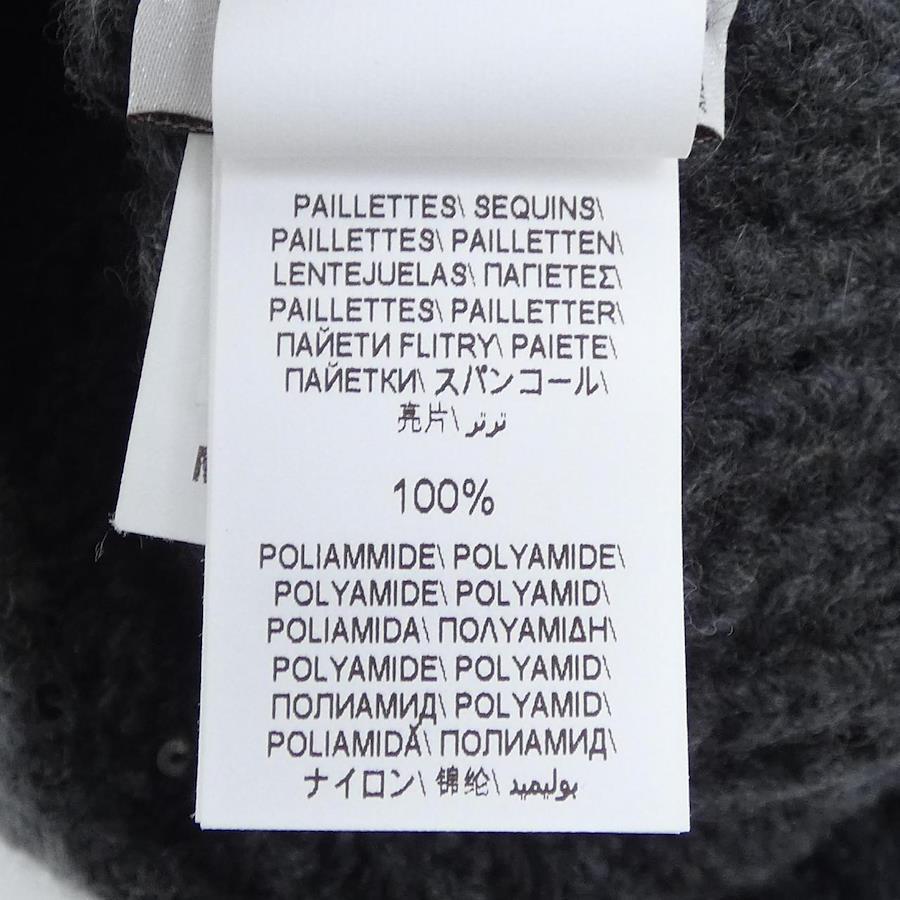 PAILLETTES\ SEQUINS\
PAILLETTES\ PAILLETTEN\
LENTEJUELAS\ ΠΑΓΙΕΤΕΣ\
PAILLETTES\ PAILLETTER\
ПАЙЕТИ FLITRY\ PAIETE\
ПАЙЕТКИ\ スパンコール\
亮片\ ترتر
100%
POLIAMMIDE\ POLYAMIDE\
POLYAMIDE\ POLYAMID\
POLIAMIDA\ ΠΟΛΥΑΜΙΔΗ\
POLYAMIDE\ POLYAMID\
ПОЛИАМИД\ POLYAMID\
POLIAMIDĂ\ ПОЛИАМИД\
ナイロン\ 锦纶\ بوليميد